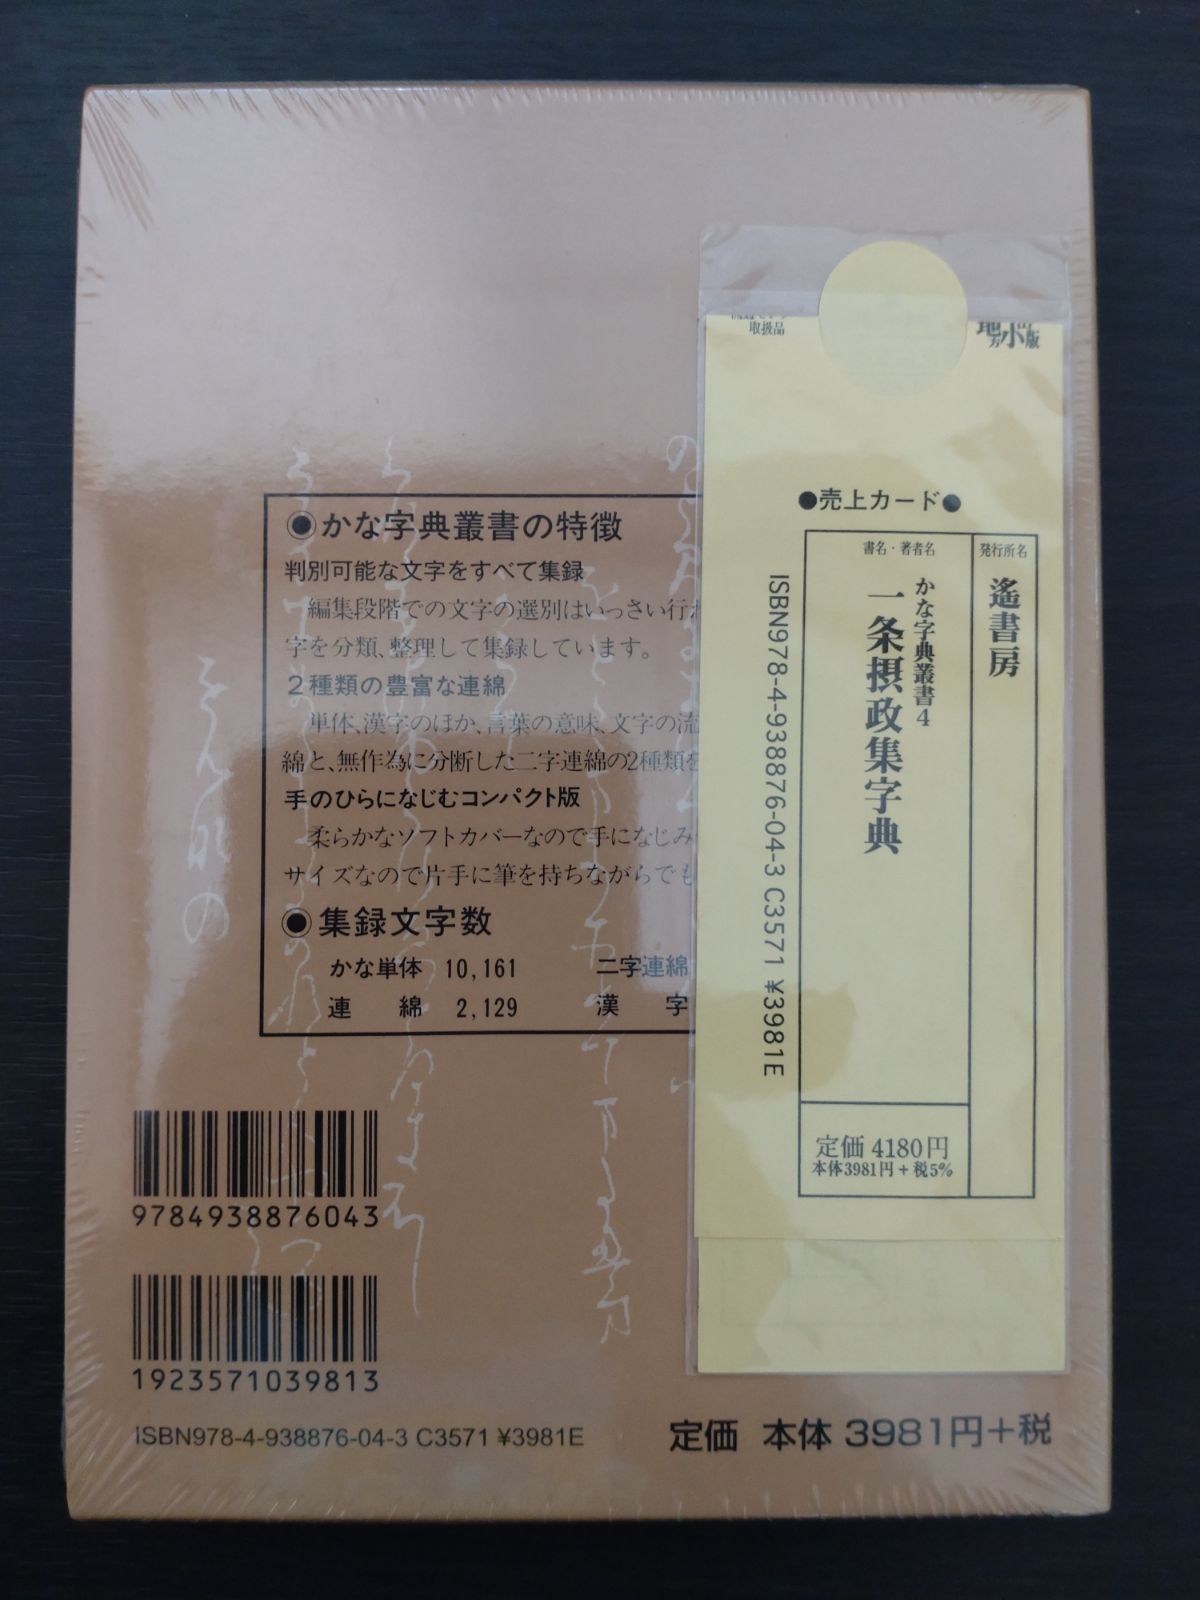 ◉かな字典叢書の特徴
判別可能な文字をすべて集録
編集段階での文字の選別はいっさい行わ
字を分類、整理して集録しています。
2種類の豊富な連綿
単体、漢字のほか、言葉の意味、文字の流
綿と、無作為に分断した二字連綿の2種類を
手のひらになじむコンパクト版
柔らかなソフトカバーなので手になじみ
サイズなので片手に筆を持ちながらでも
◉集録文字数
かな単体 10,161 二字連綿
連綿 2,129 漢字
取扱品
●売上カード●
発行所名
遙書房
書名・著者名
かな字典叢書4
一条摂政集字典
ISBN978-4-938876-04-3 C3571 ¥3981E
定価4180円
本体3981円+税5%
9784938876043
1923571039813
ISBN978-4-938876-04-3 C3571 ¥3981E
定価 本体 3981円+税